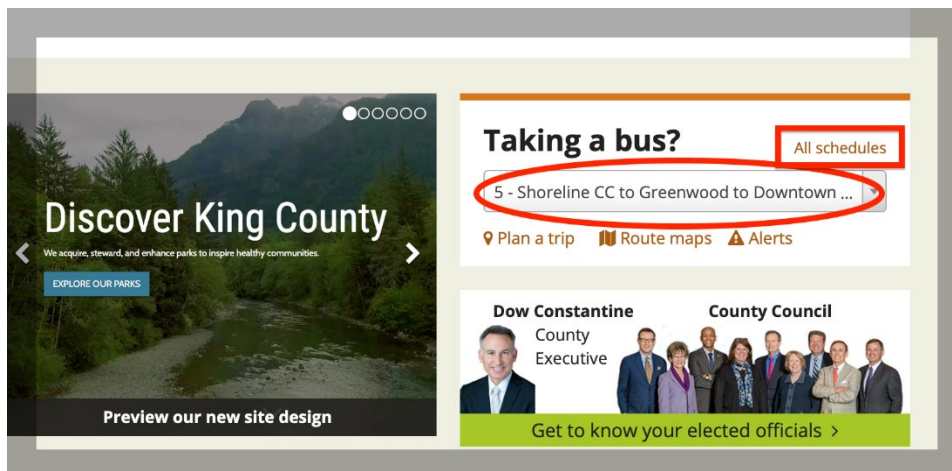 Discover King County
We acquire, steward, and enhance parks to inspire healthy communities.
EXPLORE OUR PARKS
Preview our new site design
Taking a bus?
All schedules
5 - Shoreline CC to Greenwood to Downtown ...
Plan a trip Route maps Alerts
Dow Constantine
County
Executive
County Council
Get to know your elected officials >